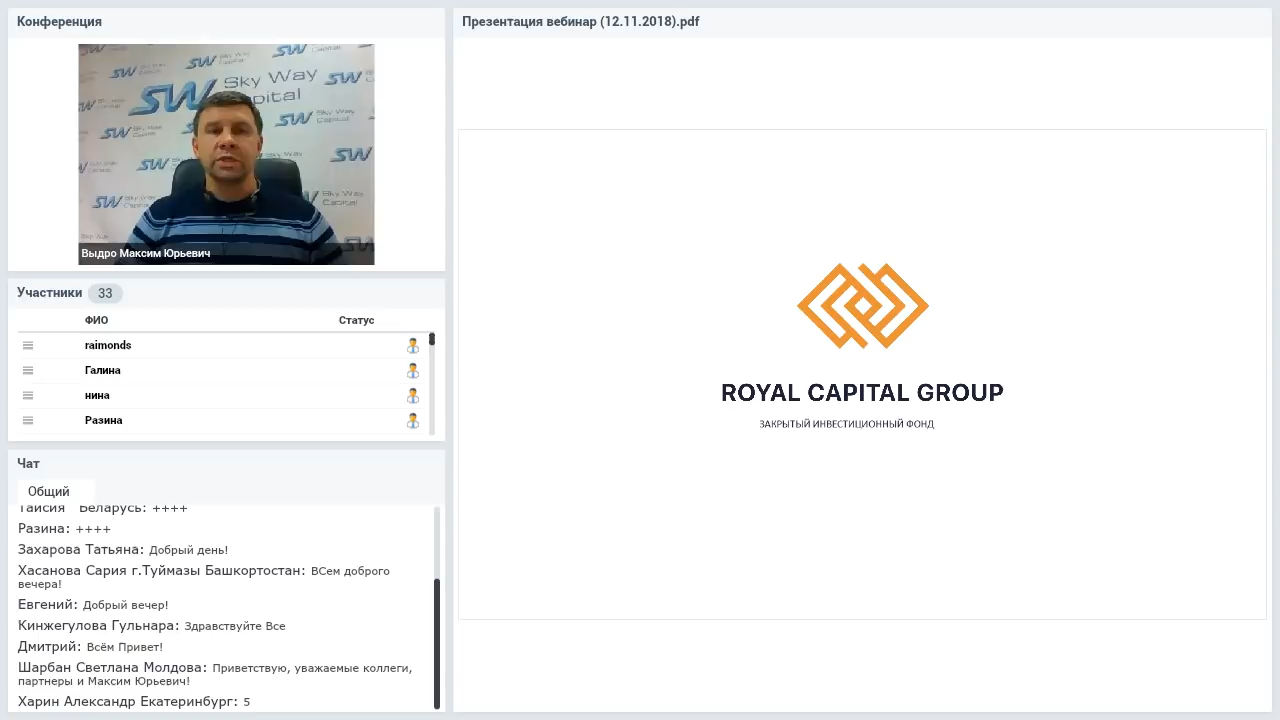 Конференция
SW Sky Way Capital
Выдро Максим Юрьевич
Участники 33
ФИО Статус
raimonds
Галина
нина
Разина
Чат
Общий
Таисия Беларусь: ++++
Разина: ++++
Захарова Татьяна: Добрый день!
Хасанова Сария г.Туймазы Башкортостан: ВСем доброго
вечера!
Евгений: Добрый вечер!
Кинжегулова Гульнара: Здравствуйте Все
Дмитрий: Всём Привет!
Шарбан Светлана Молдова: Приветствую, уважаемые коллеги,
партнеры и Максим Юрьевич!
Харин Александр Екатеринбург: 5
Презентация вебинар (12.11.2018).pdf
ROYAL CAPITAL GROUP
ЗАКРЫТЫЙ ИНВЕСТИЦИОННЫЙ ФОНД